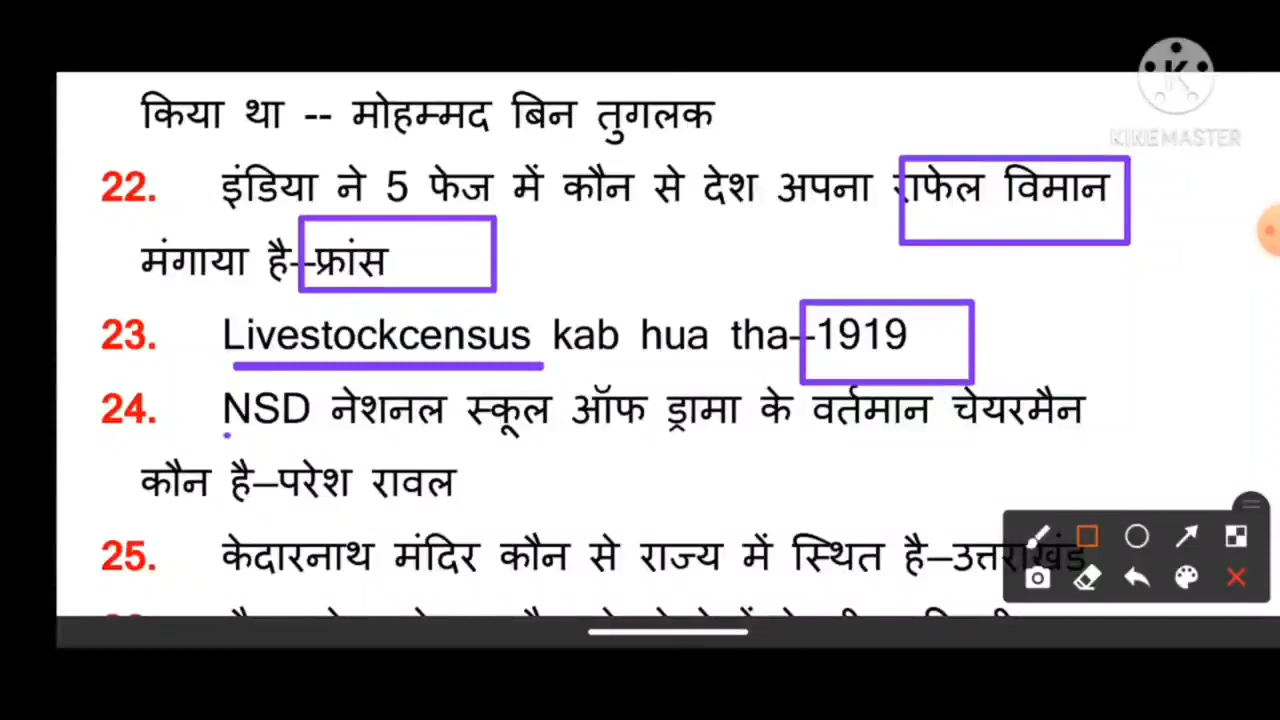 किया था -- मोहम्मद बिन तुगलक
KINEMASTER
22. इंडिया ने 5 फेज में कौन से देश अपना राफेल विमान
मंगाया है–फ्रांस
23. Livestockcensus kab hua tha–1919
24. NSD नेशनल स्कूल ऑफ ड्रामा के वर्तमान चेयरमैन
कौन है–परेश रावल
25. केदारनाथ मंदिर कौन से राज्य में स्थित है–उत्तराखंड